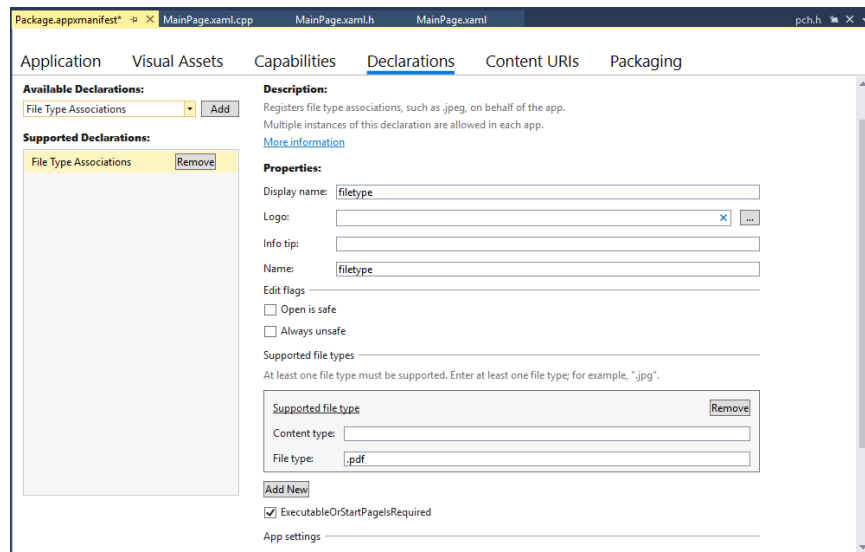 Package.appxmanifest* MainPage.xaml.cpp MainPage.xaml.h MainPage.xaml pch.h
Application Visual Assets Capabilities Declarations Content URIs Packaging
Available Declarations:
File Type Associations Add
Supported Declarations:
File Type Associations Remove
Description:
Registers file type associations, such as .jpeg, on behalf of the app.
Multiple instances of this declaration are allowed in each app.
More information
Properties:
Display name: filetype
Logo: ...
Info tip:
Name: filetype
Edit flags
Open is safe
Always unsafe
Supported file types
At least one file type must be supported. Enter at least one file type; for example, ".jpg".
Supported file type Remove
Content type:
File type: .pdf
Add New
ExecutableOrStartPageIsRequired
App settings